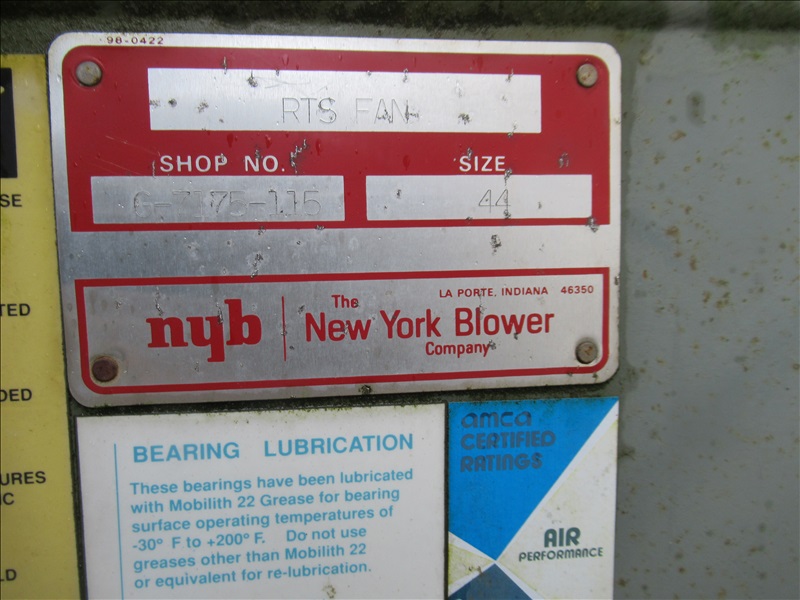 98-0422
RTS FAN
SHOP NO.
SIZE
44
nyb
The
New York Blower
Company
LA PORTE, INDIANA 46350
SE
TED
DED
URES
IC
LD
BEARING LUBRICATION
These bearings have been lubricated
with Mobilith 22 Grease for bearing
surface operating temperatures of
-30° F to +200° F. Do not use
greases other than Mobilith 22
or equivalent for re-lubrication.
amca
CERTIFIED
RATINGS
AIR
PERFORMANCE